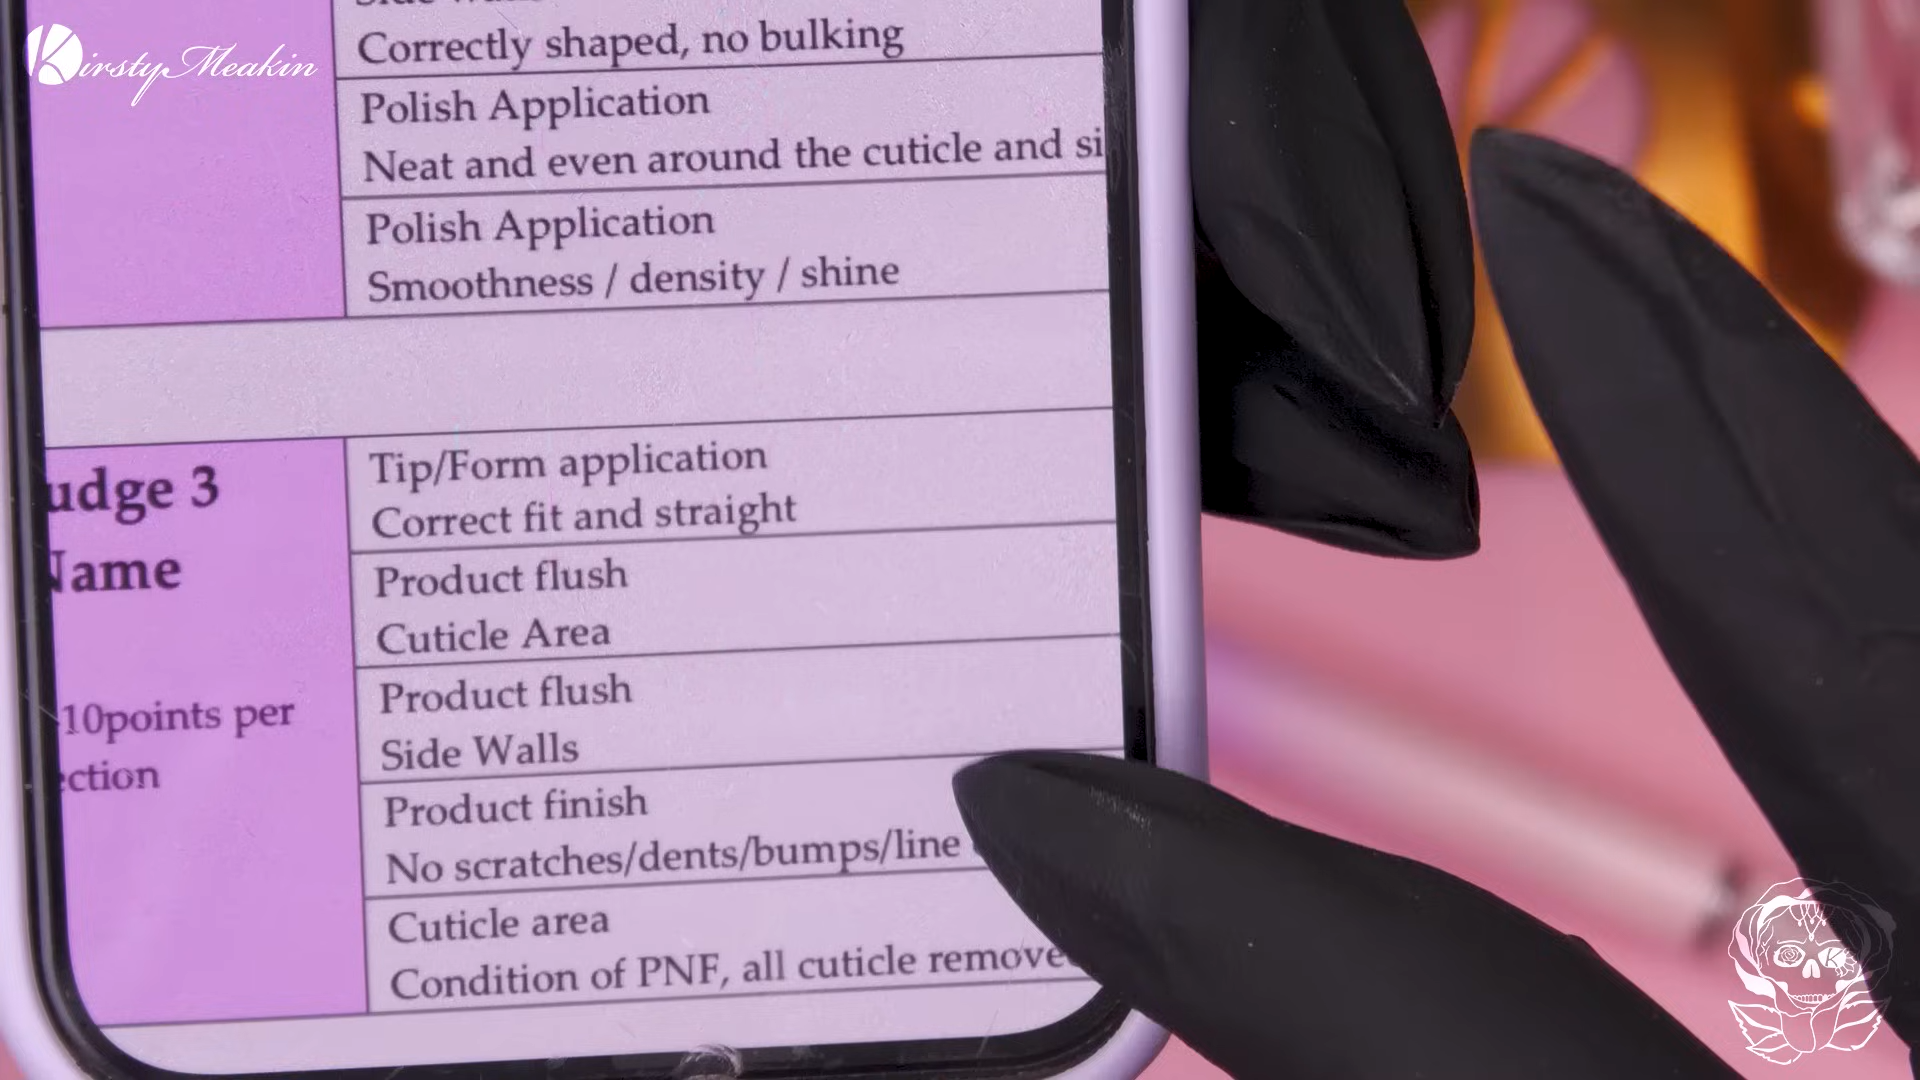 Kirsty Meakin
Correctly shaped, no bulking
Polish Application
Neat and even around the cuticle and
Polish Application
Smoothness / density / shine
udge 3
Name
10points per
ction
Tip/Form application
Correct fit and straight
Product flush
Cuticle Area
Product flush
Side Walls
Product finish
No scratches/dents/bumps/line
Cuticle area
Condition of PNF, all cuticle remove